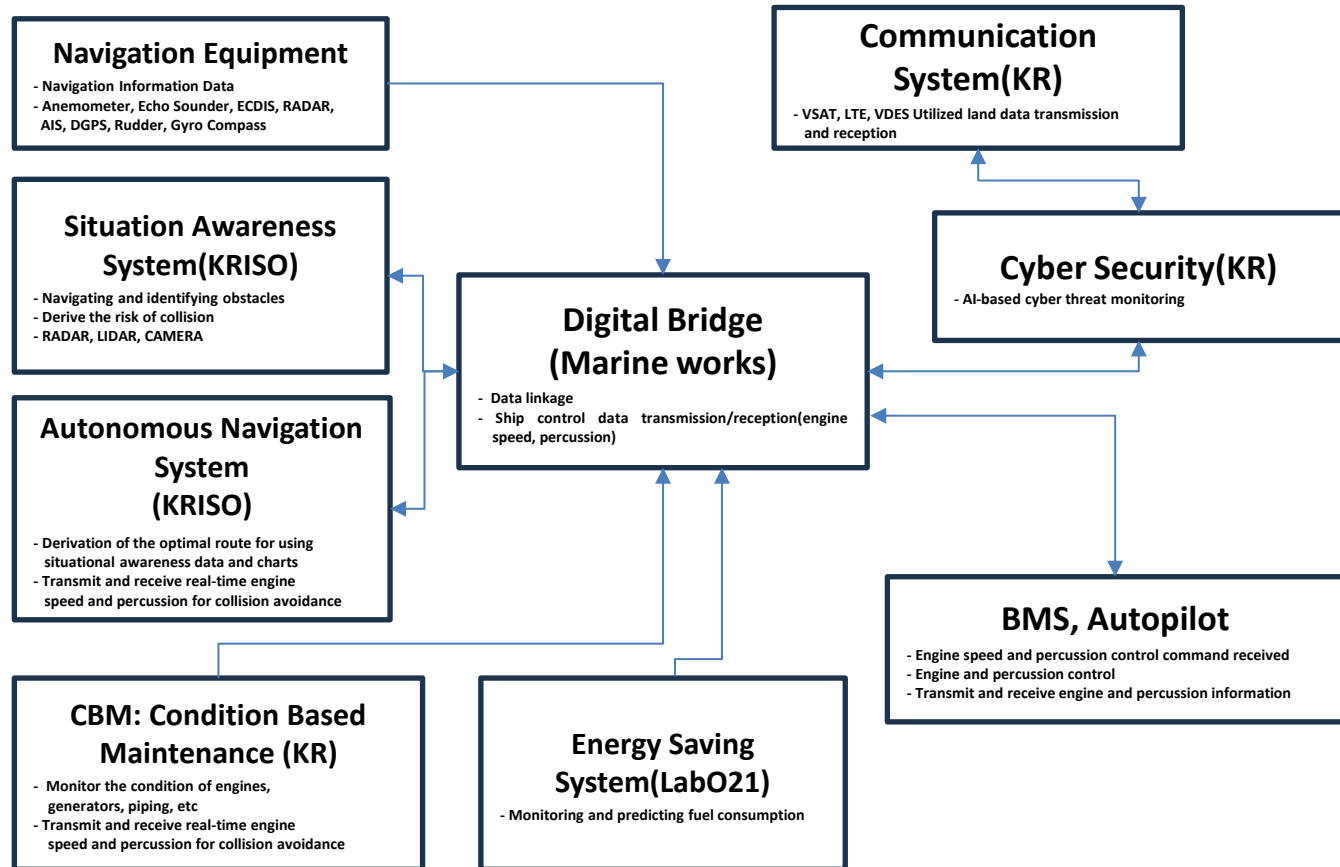 Navigation Equipment
- Navigation Information Data
- Anemometer, Echo Sounder, ECDIS, RADAR,
AIS, DGPS, Rudder, Gyro Compass
Communication
System(KR)
- VSAT, LTE, VDES Utilized land data transmission
and reception
Situation Awareness
System(KRISO)
- Navigating and identifying obstacles
- Derive the risk of collision
- RADAR, LIDAR, CAMERA
Cyber Security(KR)
- AI-based cyber threat monitoring
Digital Bridge
(Marine works)
- Data linkage
- Ship control data transmission/reception(engine
speed, percussion)
Autonomous Navigation
System
(KRISO)
- Derivation of the optimal route for using
situational awareness data and charts
- Transmit and receive real-time engine
speed and percussion for collision avoidance
BMS, Autopilot
- Engine speed and percussion control command received
- Engine and percussion control
- Transmit and receive engine and percussion information
CBM: Condition Based
Maintenance (KR)
- Monitor the condition of engines,
generators, piping, etc
- Transmit and receive real-time engine
speed and percussion for collision avoidance
Energy Saving
System(LabO21)
- Monitoring and predicting fuel consumption